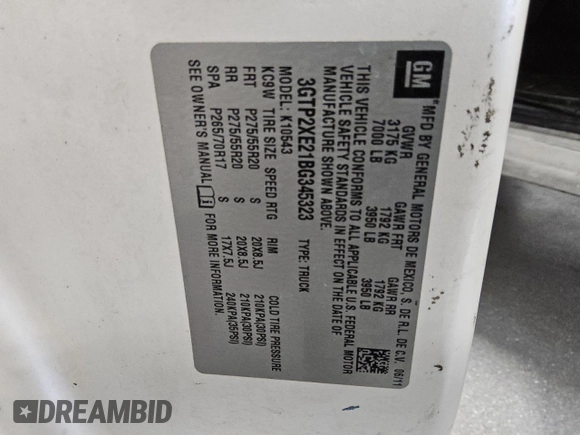 GM
*MFD BY GENERAL MOTORS DE MEXICO, S. DE R.L. DE C.V. 06/11
GVWR GAWR FRT GAWR RR
3175 KG 1792 KG 1792 KG
7000 LB 3950 LB 3950 LB
THIS VEHICLE CONFORMS TO ALL APPLICABLE U.S. FEDERAL MOTOR
VEHICLE SAFETY STANDARDS IN EFFECT ON THE DATE OF
MANUFACTURE SHOWN ABOVE.
3GTP2XE21BG345323 TYPE: TRUCK
MODEL: K10543
KC9W TIRE SIZE SPEED RTG RIM COLD TIRE PRESSURE
FRT P275/55R20 S 20X8.5J 210KPA(30PSI)
RR P275/55R20 S 20X8.5J 210KPA(30PSI)
SPA P265/70R17 S 17X7.5J 240KPA(35PSI)
SEE OWNER'S MANUAL FOR MORE INFORMATION.
DREAMBID